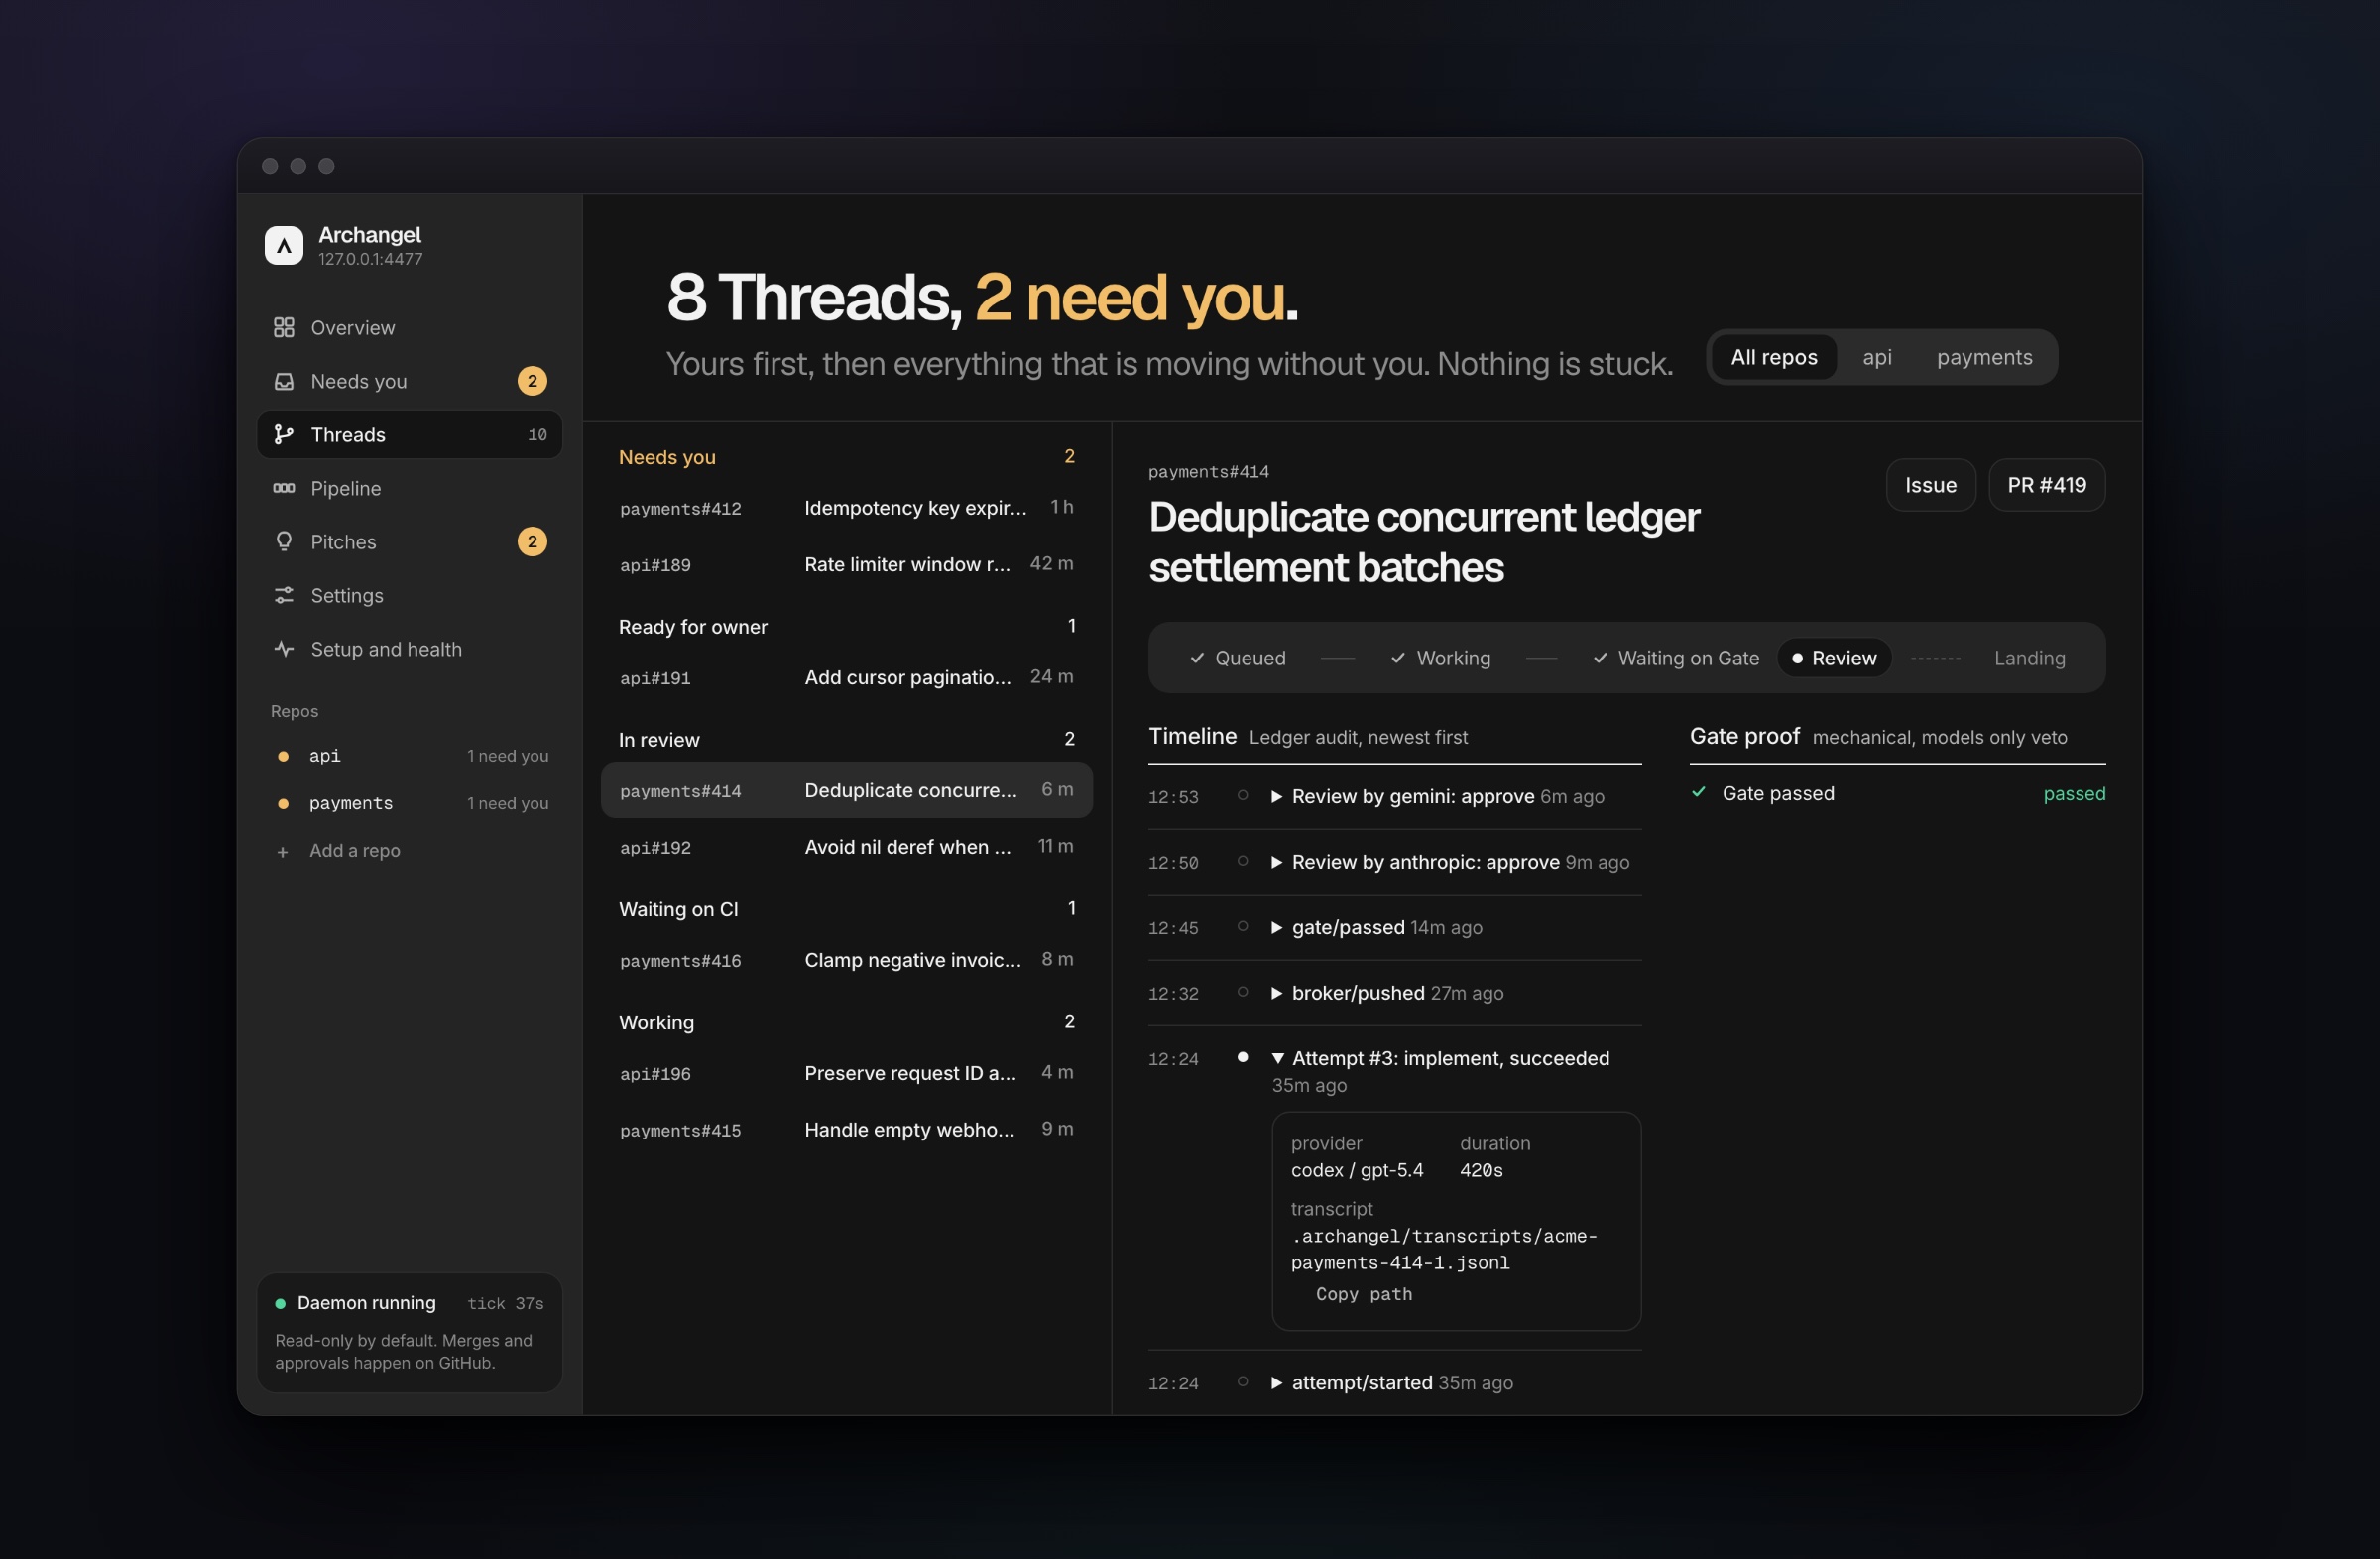 Archangel
127.0.0.1:4477
Overview
Needs you 2
Threads 10
Pipeline
Pitches 2
Settings
Setup and health
Repos
api 1 need you
payments 1 need you
+ Add a repo
Daemon running tick 37s
Read-only by default. Merges and
approvals happen on GitHub.
8 Threads, 2 need you.
Yours first, then everything that is moving without you. Nothing is stuck.
All repos api payments
Needs you 2
payments#412 Idempotency key expir... 1 h
api#189 Rate limiter window r... 42 m
Ready for owner 1
api#191 Add cursor paginatio... 24 m
In review 2
payments#414 Deduplicate concurre... 6 m
api#192 Avoid nil deref when ... 11 m
Waiting on CI 1
payments#416 Clamp negative invoic... 8 m
Working 2
api#196 Preserve request ID a... 4 m
payments#415 Handle empty webho... 9 m
payments#414
Deduplicate concurrent ledger
settlement batches
Issue PR #419
Queued Working Waiting on Gate Review Landing
Timeline Ledger audit, newest first
12:53 Review by gemini: approve 6m ago
12:50 Review by anthropic: approve 9m ago
12:45 gate/passed 14m ago
12:32 broker/pushed 27m ago
12:24 Attempt #3: implement, succeeded
35m ago
provider duration
codex / gpt-5.4 420s
transcript
.archangel/transcripts/acme-
payments-414-1.jsonl
Copy path
12:24 attempt/started 35m ago
Gate proof mechanical, models only veto
Gate passed passed